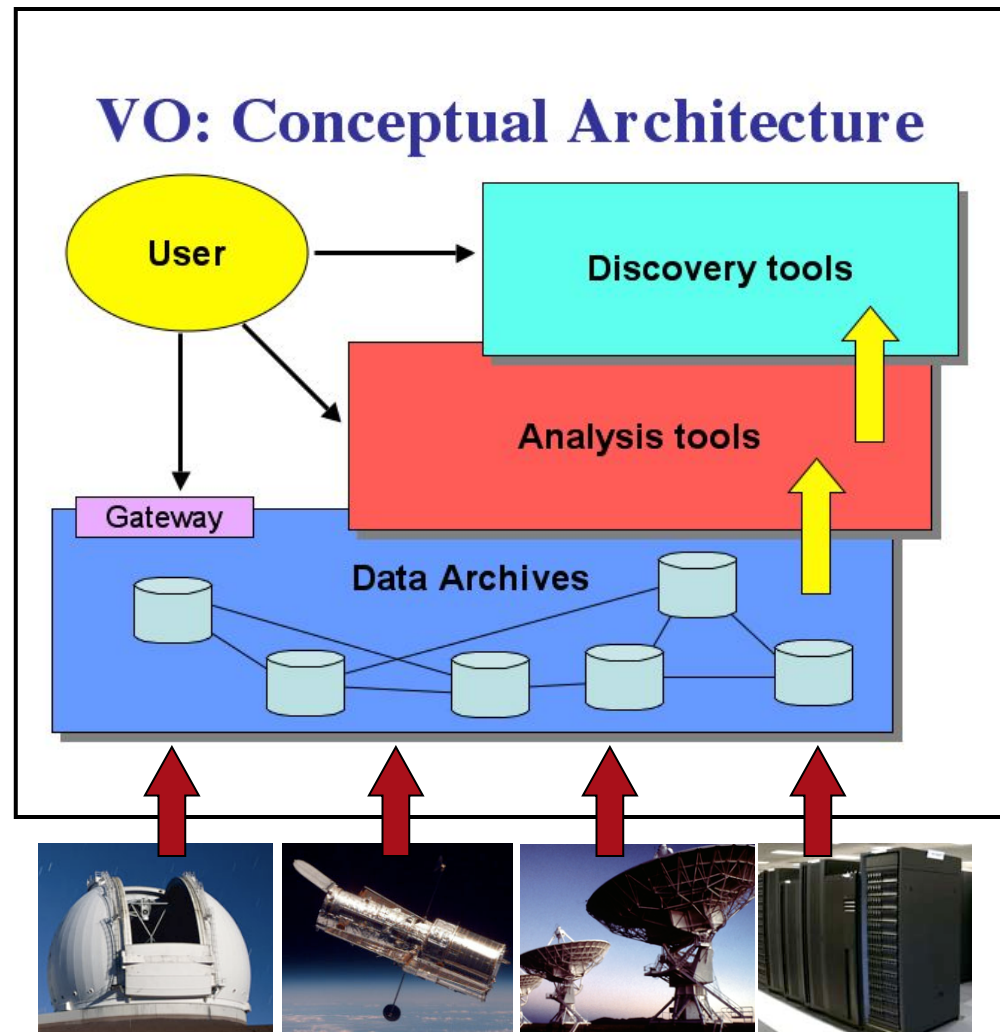 VO: Conceptual Architecture
User
Discovery tools
Analysis tools
Gateway
Data Archives